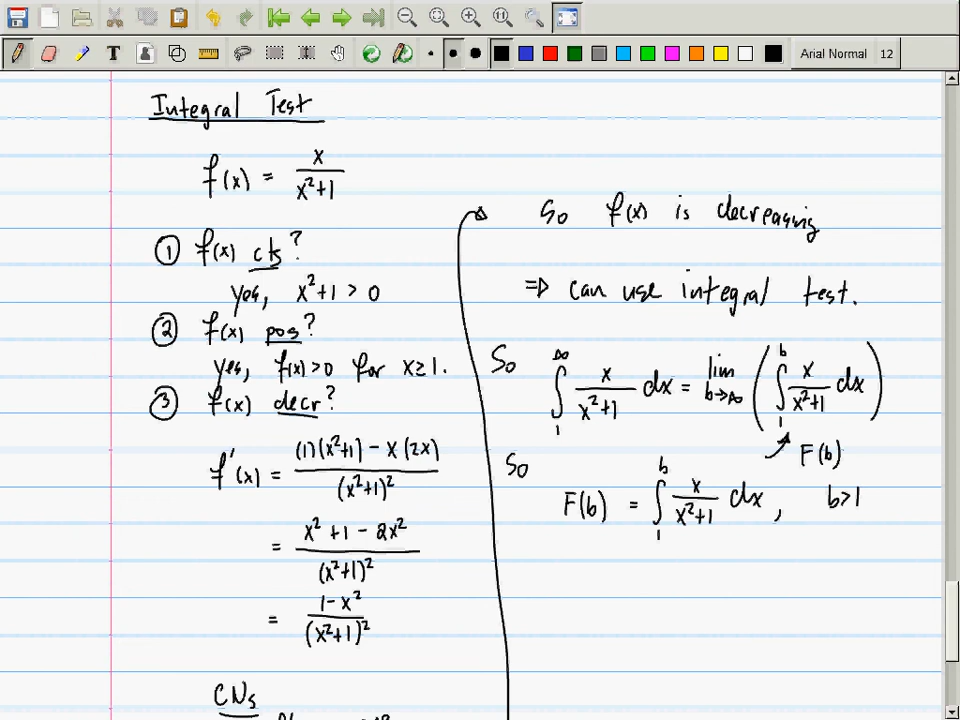 Arial Normal 12
Integral Test
f(x) = x / (x²+1)
① f(x) cts?
yes, x²+1 > 0
② f(x) pos?
yes, f(x)>0 for x≥1.
③ f(x) decr?
f'(x) = ((1)(x²+1) - x(2x)) / (x²+1)²
= (x² + 1 - 2x²) / (x²+1)²
= (1-x²) / (x²+1)²
CNs
So f(x) is decreasing
⇒ can use integral test.
So ∫₁^∞ x/(x²+1) dx = lim b→∞ (∫₁^b x/(x²+1) dx)
F(b)
So
F(b) = ∫₁^b x/(x²+1) dx, b>1